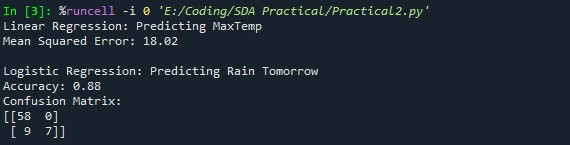 In [3]: %runcell -i 0 'E:/Coding/SDA Practical/Practical2.py'
Linear Regression: Predicting MaxTemp
Mean Squared Error: 18.02
Logistic Regression: Predicting Rain Tomorrow
Accuracy: 0.88
Confusion Matrix:
[[58  0]
 [ 9  7]]